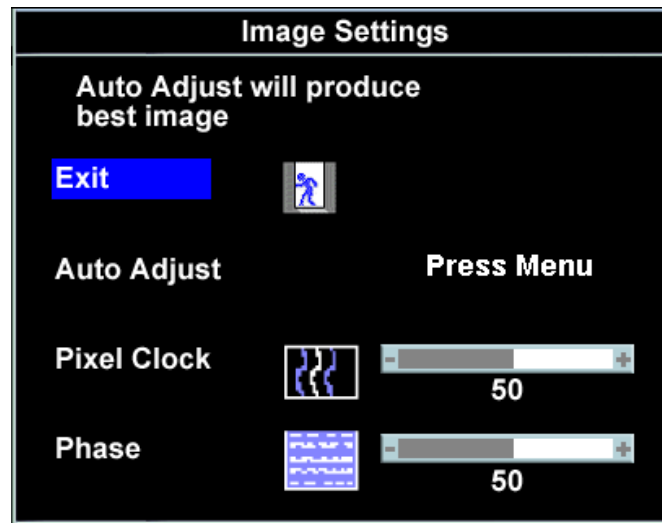 Image Settings
Auto Adjust will produce
best image
Exit
Auto Adjust Press Menu
Pixel Clock - +
50
Phase - +
50